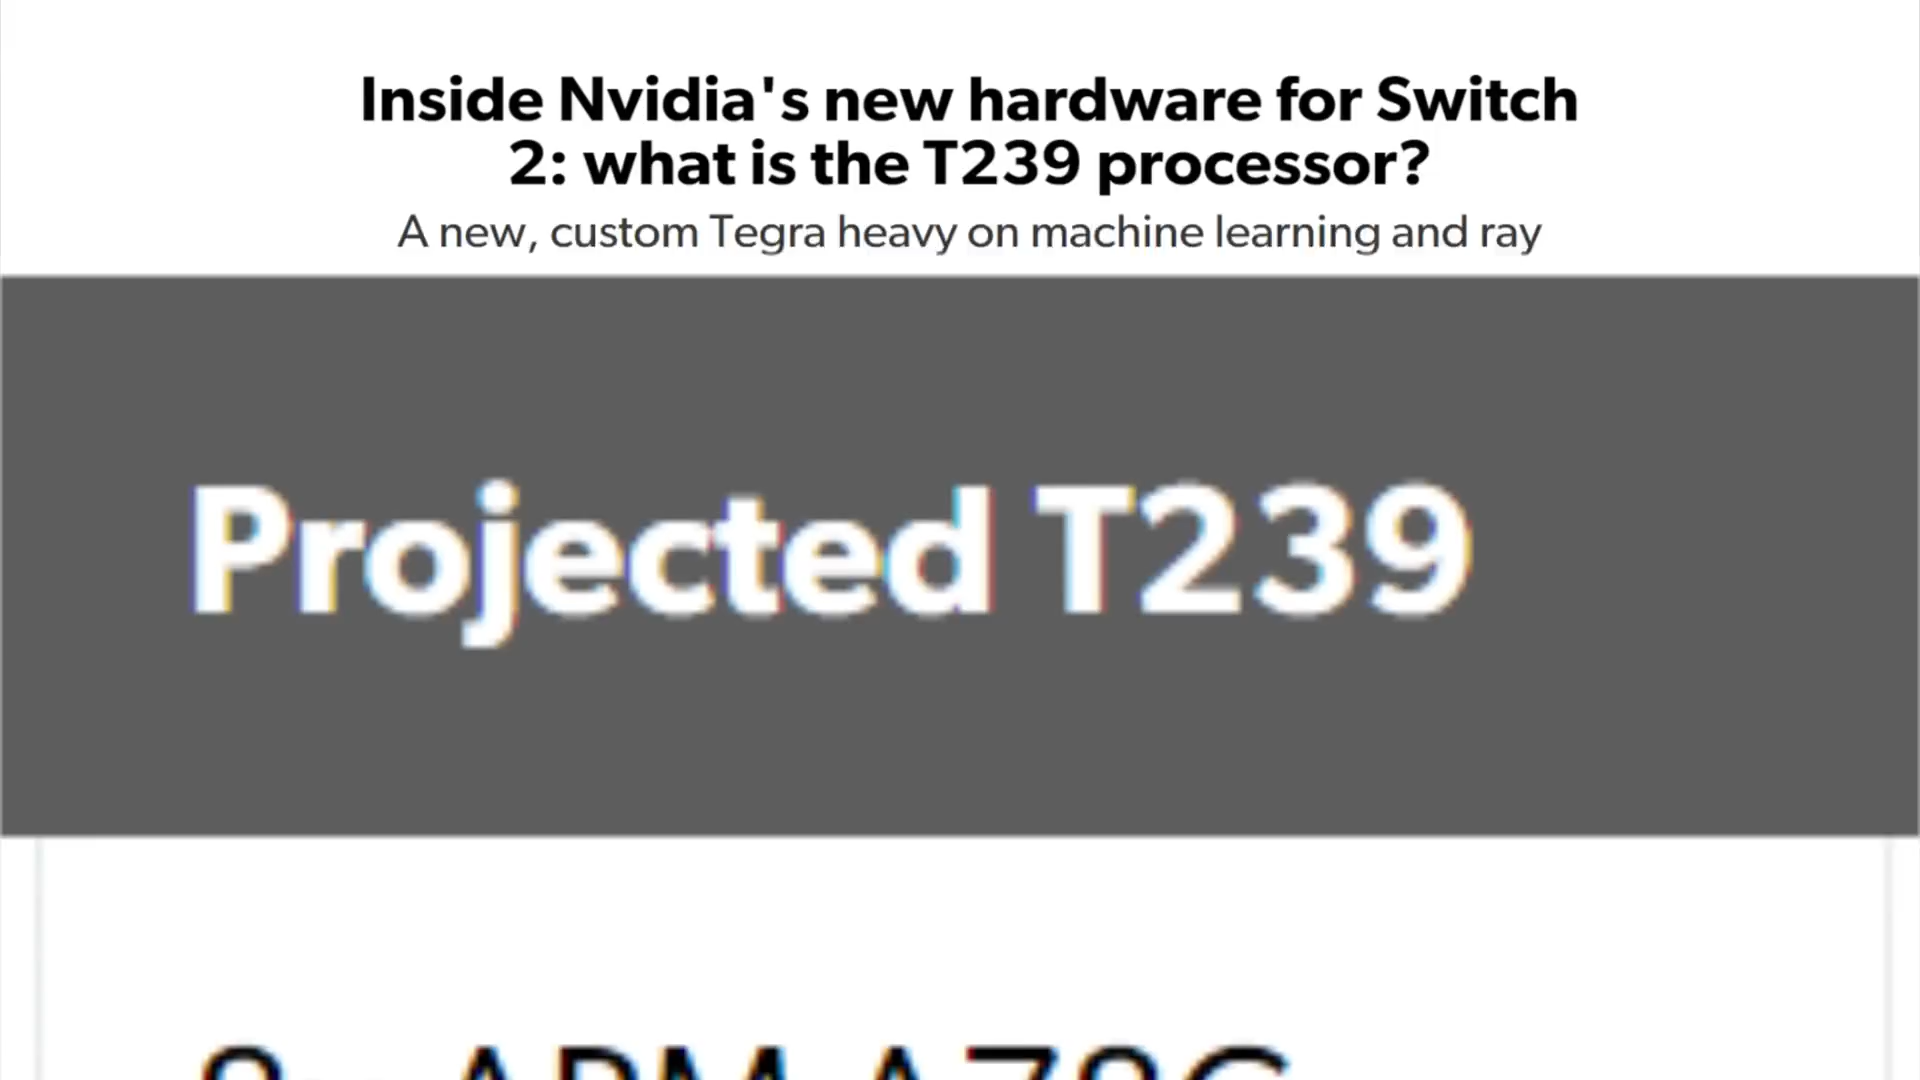 Inside Nvidia's new hardware for Switch
2: what is the T239 processor?
A new, custom Tegra heavy on machine learning and ray
Projected T239